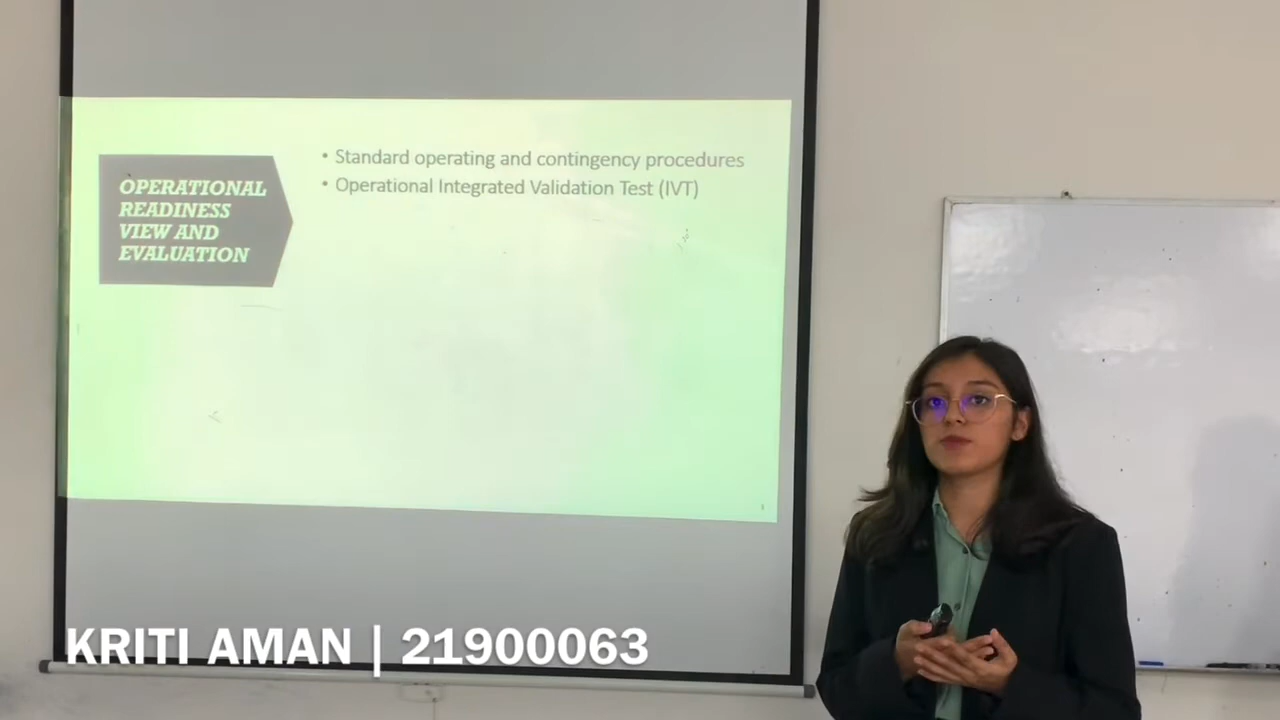 OPERATIONAL
READINESS
VIEW AND
EVALUATION
• Standard operating and contingency procedures
• Operational Integrated Validation Test (IVT)
KRITI AMAN | 21900063